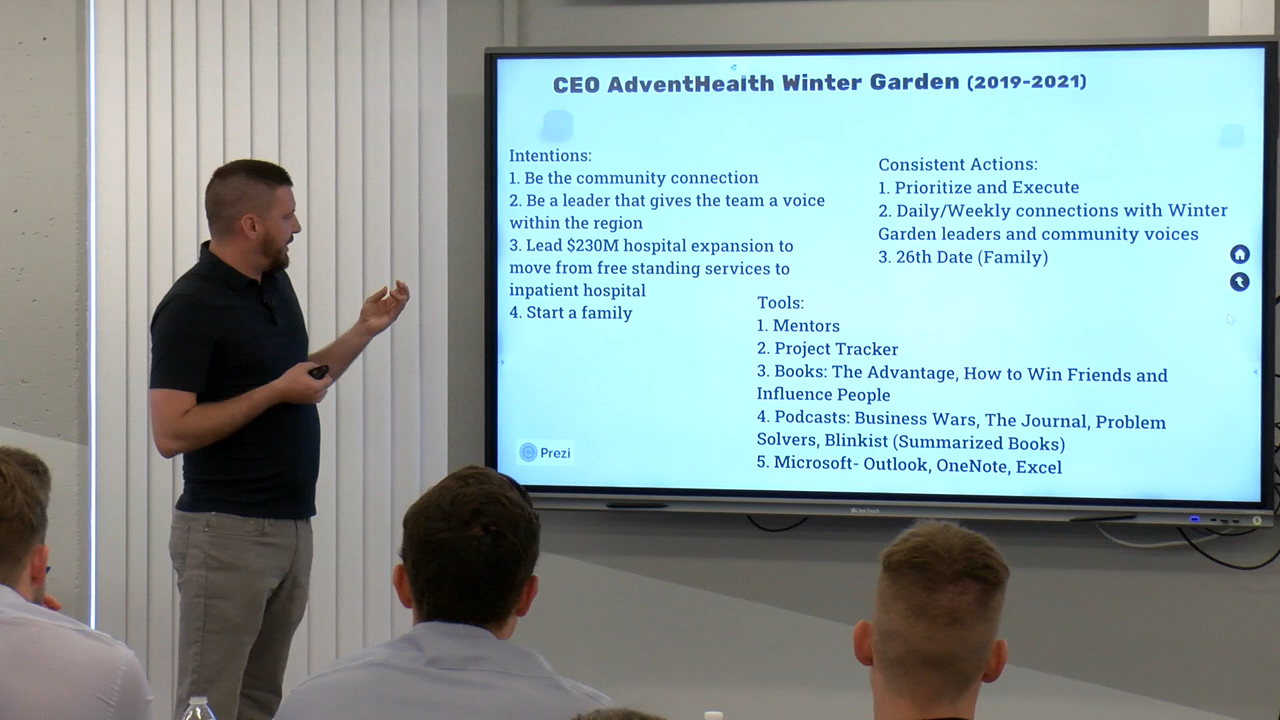 CEO AdventHealth Winter Garden (2019-2021)
Intentions:
1. Be the community connection
2. Be a leader that gives the team a voice
within the region
3. Lead $230M hospital expansion to
move from free standing services to
inpatient hospital
4. Start a family
Consistent Actions:
1. Prioritize and Execute
2. Daily/Weekly connections with Winter
Garden leaders and community voices
3. 26th Date (Family)
Tools:
1. Mentors
2. Project Tracker
3. Books: The Advantage, How to Win Friends and
Influence People
4. Podcasts: Business Wars, The Journal, Problem
Solvers, Blinkist (Summarized Books)
5. Microsoft- Outlook, OneNote, Excel
Prezi
ClearTouch